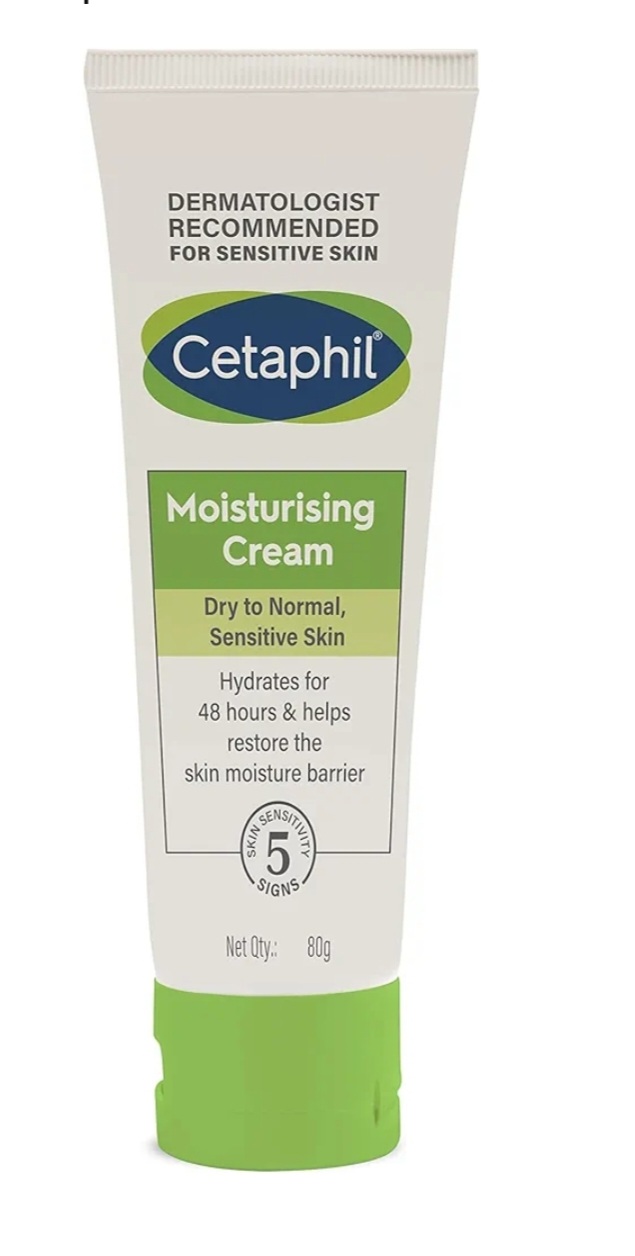 DERMATOLOGIST
RECOMMENDED
FOR SENSITIVE SKIN
Cetaphil®
Moisturising
Cream
Dry to Normal,
Sensitive Skin
Hydrates for
48 hours & helps
restore the
skin moisture barrier
SKIN SENSITIVITY
5
SIGNS
Net Qty.: 80g